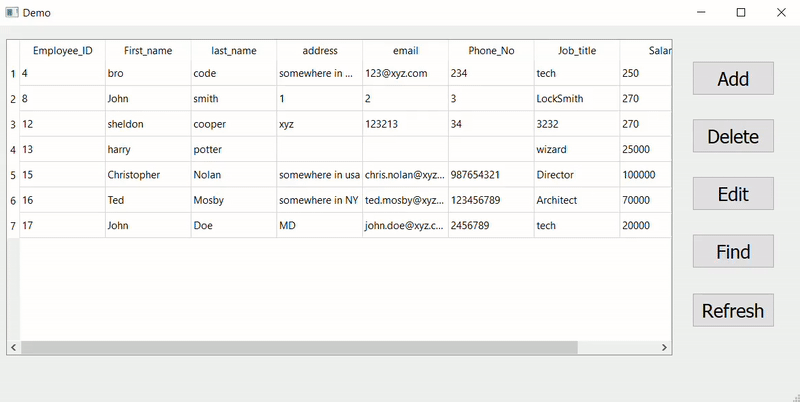 Demo
Employee_ID First_name last_name address email Phone_No Job_title Salar
1 4 bro code somewhere in ... 123@xyz.com 234 tech 250
2 8 John smith 1 2 3 LockSmith 270
3 12 sheldon cooper xyz 123213 34 3232 270
4 13 harry potter wizard 25000
5 15 Christopher Nolan somewhere in usa chris.nolan@xyz... 987654321 Director 100000
6 16 Ted Mosby somewhere in NY ted.mosby@xyz... 123456789 Architect 70000
7 17 John Doe MD john.doe@xyz.c... 2456789 tech 20000
Add
Delete
Edit
Find
Refresh